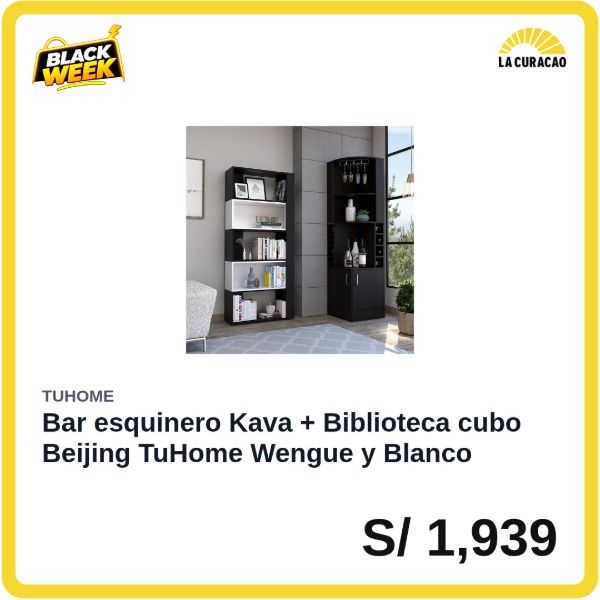 BLACK
WEEK
LA CURACAO
TUHOME
Bar esquinero Kava + Biblioteca cubo
Beijing TuHome Wengue y Blanco
S/ 1,939